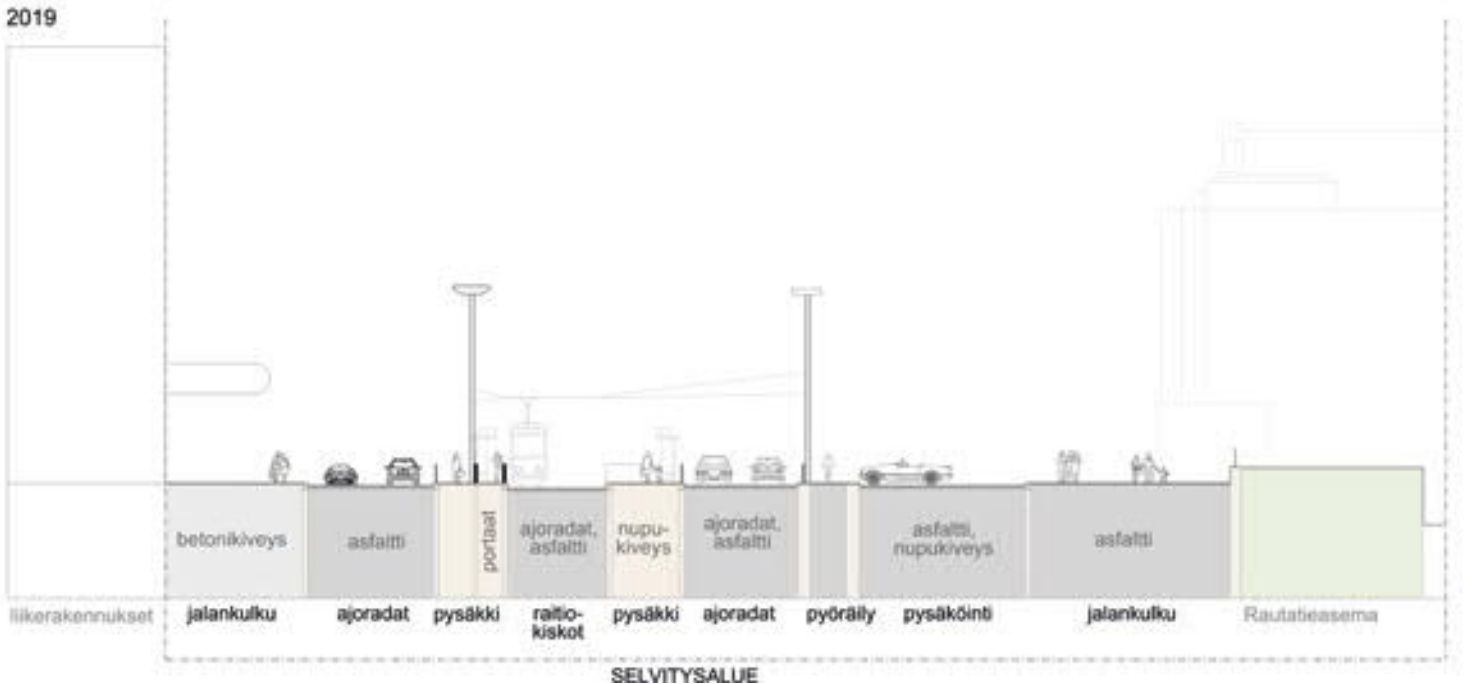 2019
betonikiveys
asfaltti
portaat
ajoradat,
asfaltti
nupu-
kiveys
ajoradat,
asfaltti
asfaltti,
nupukiveys
asfaltti
liikerakennukset
jalankulku
ajoradat
pysäkki
raitio-
kiskot
pysäkki
ajoradat
pyöräily
pysäköinti
jalankulku
Rautatieasema
SELVITYSALUE